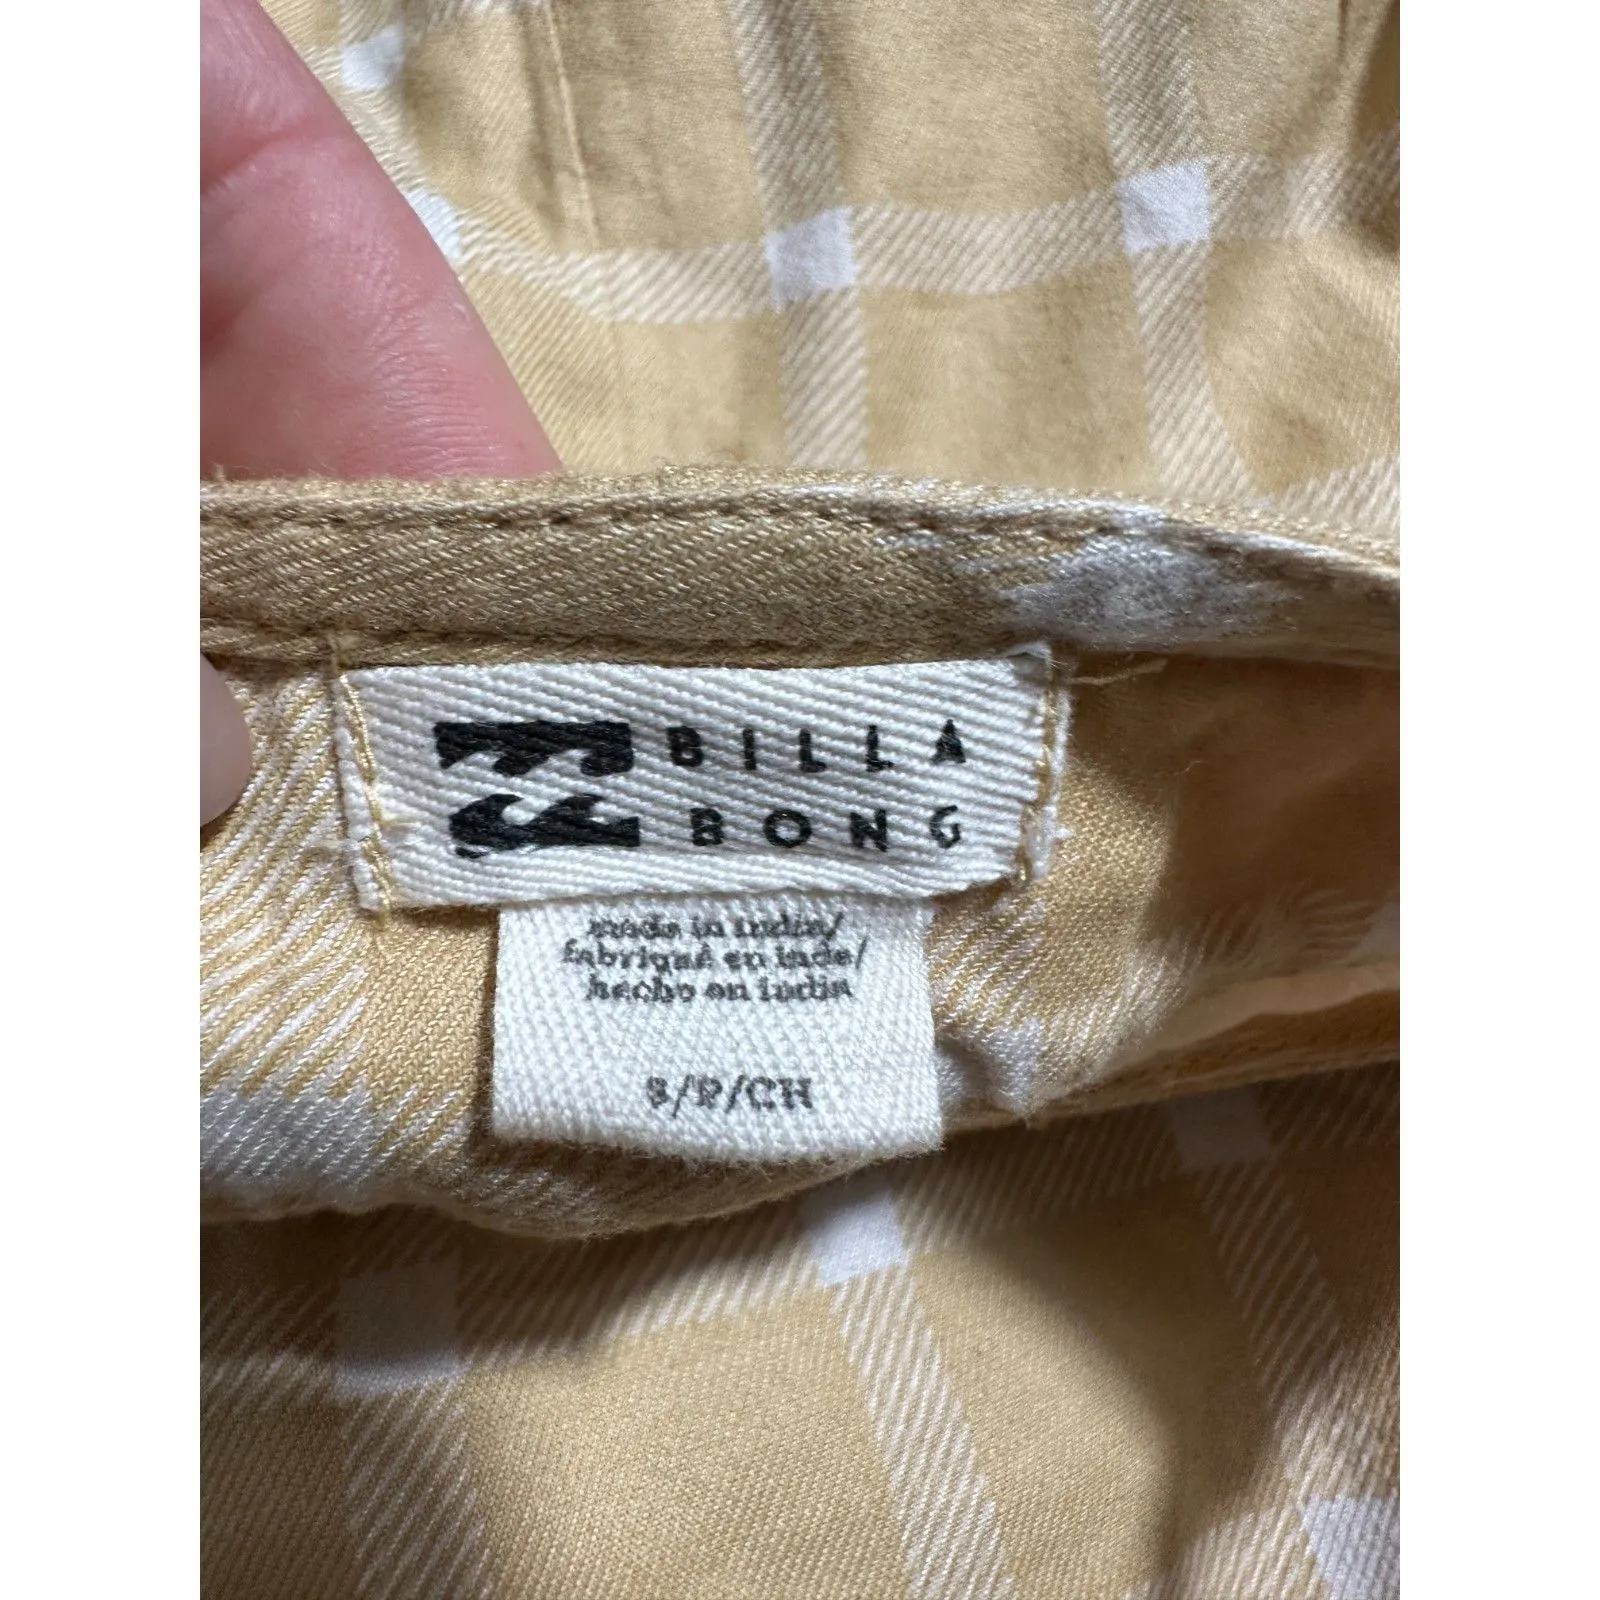 BILLA
BONG
made in india/
fabriqué en inde/
hecho en india
S/P/CH